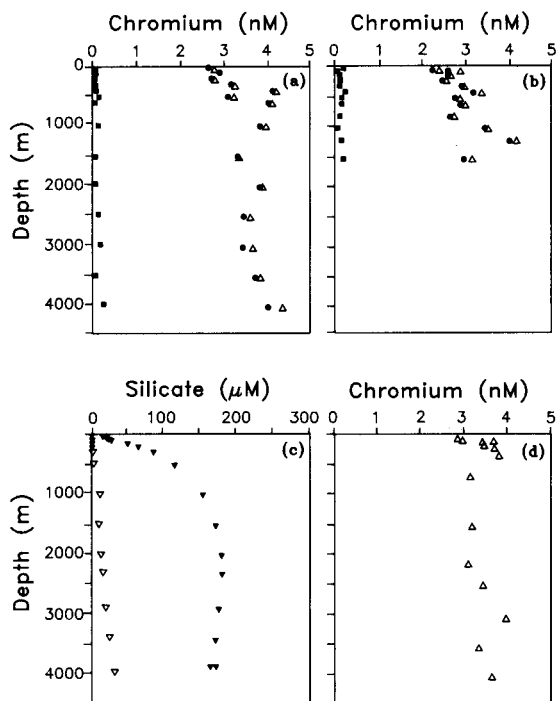 Chromium (nM)
0 1 2 3 4 5
Chromium (nM)
0 1 2 3 4 5
Depth (m)
0
1000
2000
3000
4000
(a)
(b)
Silicate (μM)
0 100 200 300
Chromium (nM)
0 1 2 3 4 5
Depth (m)
1000
2000
3000
4000
(c)
(d)